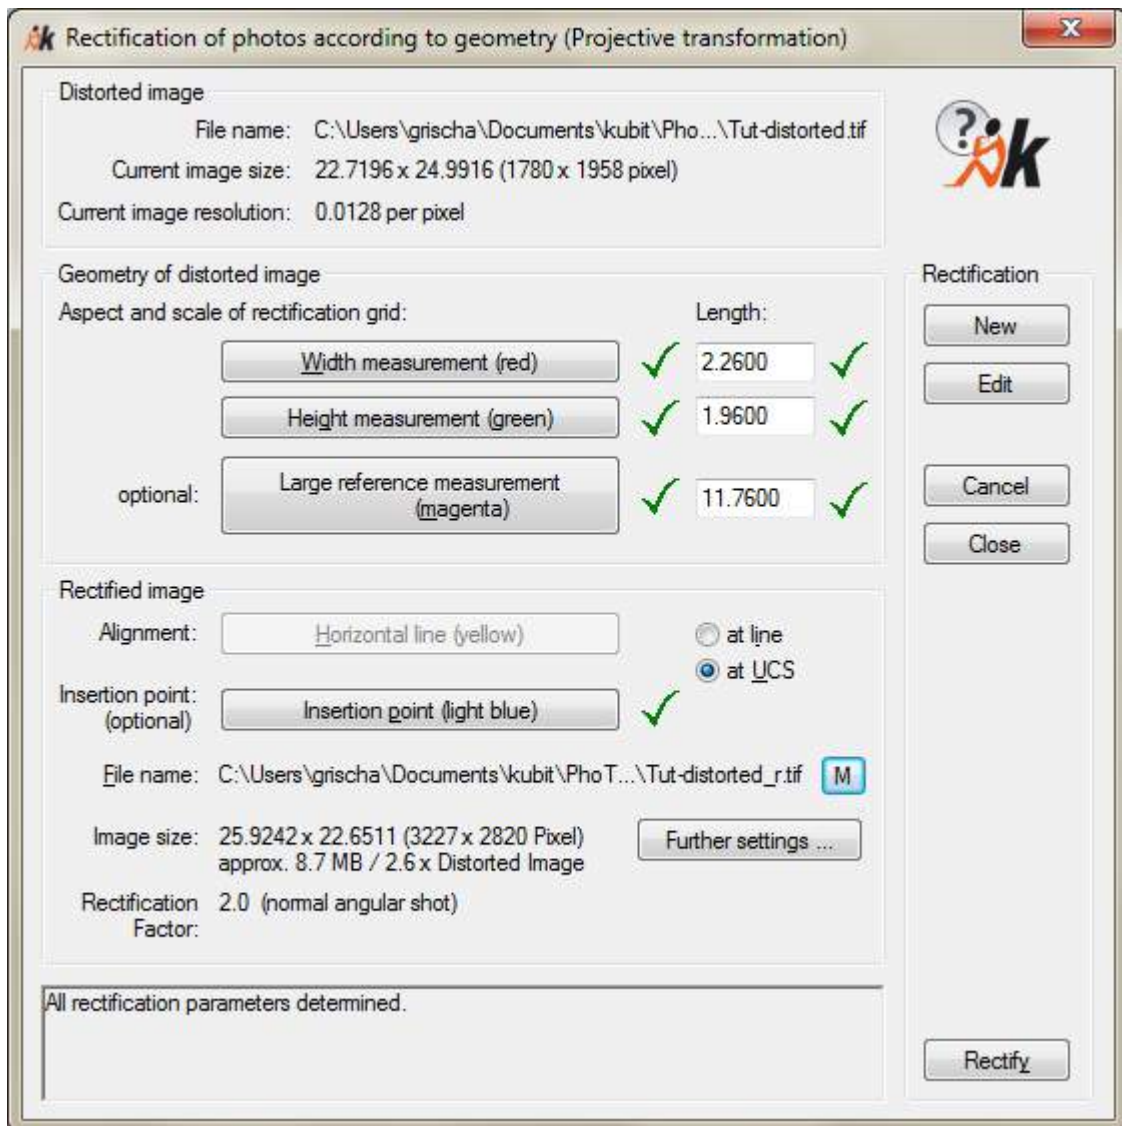 Rectification of photos according to geometry (Projective transformation)
Distorted image
File name: C:\Users\grischa\Documents\kubit\Pho...\Tut-distorted.tif
Current image size: 22.7196 x 24.9916 (1780 x 1958 pixel)
Current image resolution: 0.0128 per pixel
Geometry of distorted image
Aspect and scale of rectification grid: Length:
Width measurement (red) 2.2600
Height measurement (green) 1.9600
optional: Large reference measurement
(magenta) 11.7600
Rectified image
Alignment: Horizontal line (yellow) at line
at UCS
Insertion point:
(optional) Insertion point (light blue)
File name: C:\Users\grischa\Documents\kubit\PhoT...\Tut-distorted_r.tif M
Image size: 25.9242 x 22.6511 (3227 x 2820 Pixel)
approx. 8.7 MB / 2.6 x Distorted Image
Further settings ...
Rectification
Factor: 2.0 (normal angular shot)
All rectification parameters determined.
? k
Rectification
New
Edit
Cancel
Close
Rectify